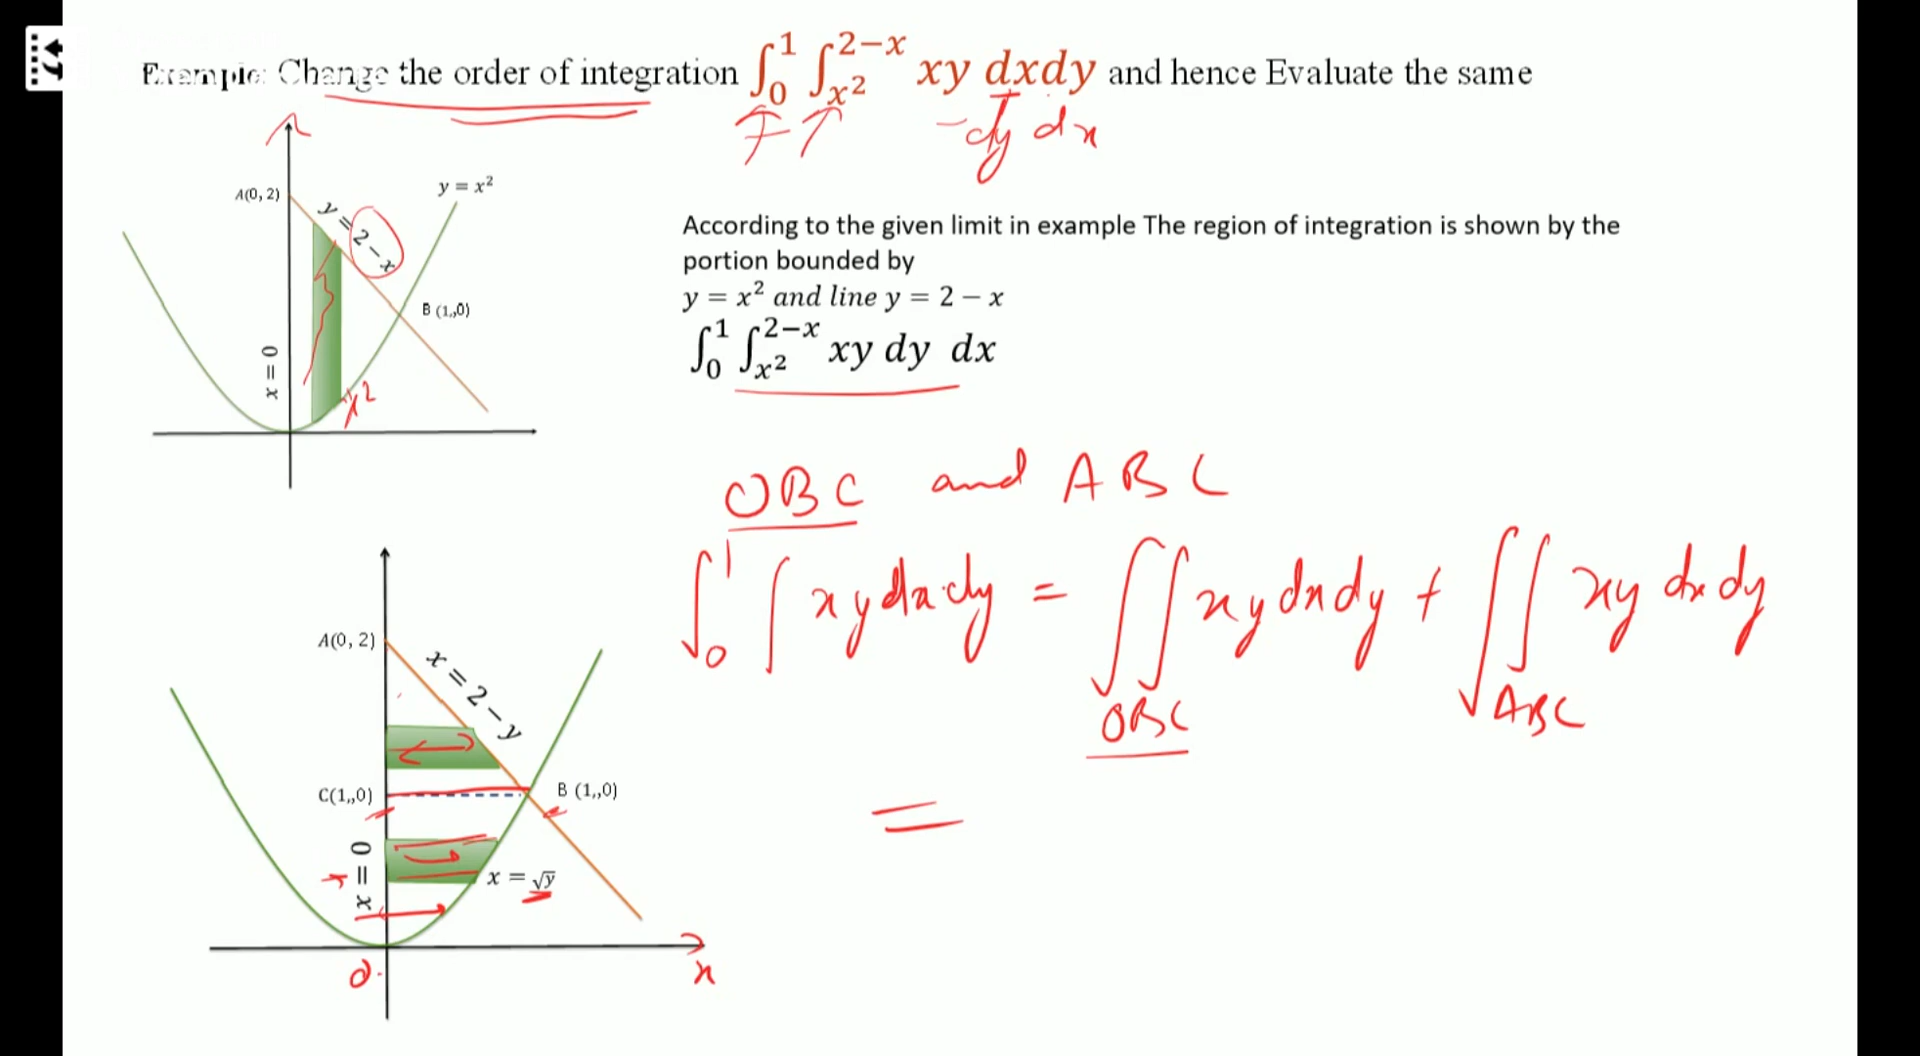 Example: Change the order of integration ∫₀¹ ∫ₓ²^(2−x) xy dxdy and hence Evaluate the same
dy dx
A(0, 2)
y = x²
y = 2 − x
B (1,,0)
x = 0
x²
According to the given limit in example The region of integration is shown by the
portion bounded by
y = x² and line y = 2 − x
∫₀¹ ∫ₓ²^(2−x) xy dy dx
OBC and ABC
∫₀¹ ∫ xy dx dy = ∫∫ xy dx dy + ∫∫ xy dx dy
OBC ABC
=
A(0, 2)
x = 2 − y
C(1,,0)
B (1,,0)
x = 0
x = √y
0
x